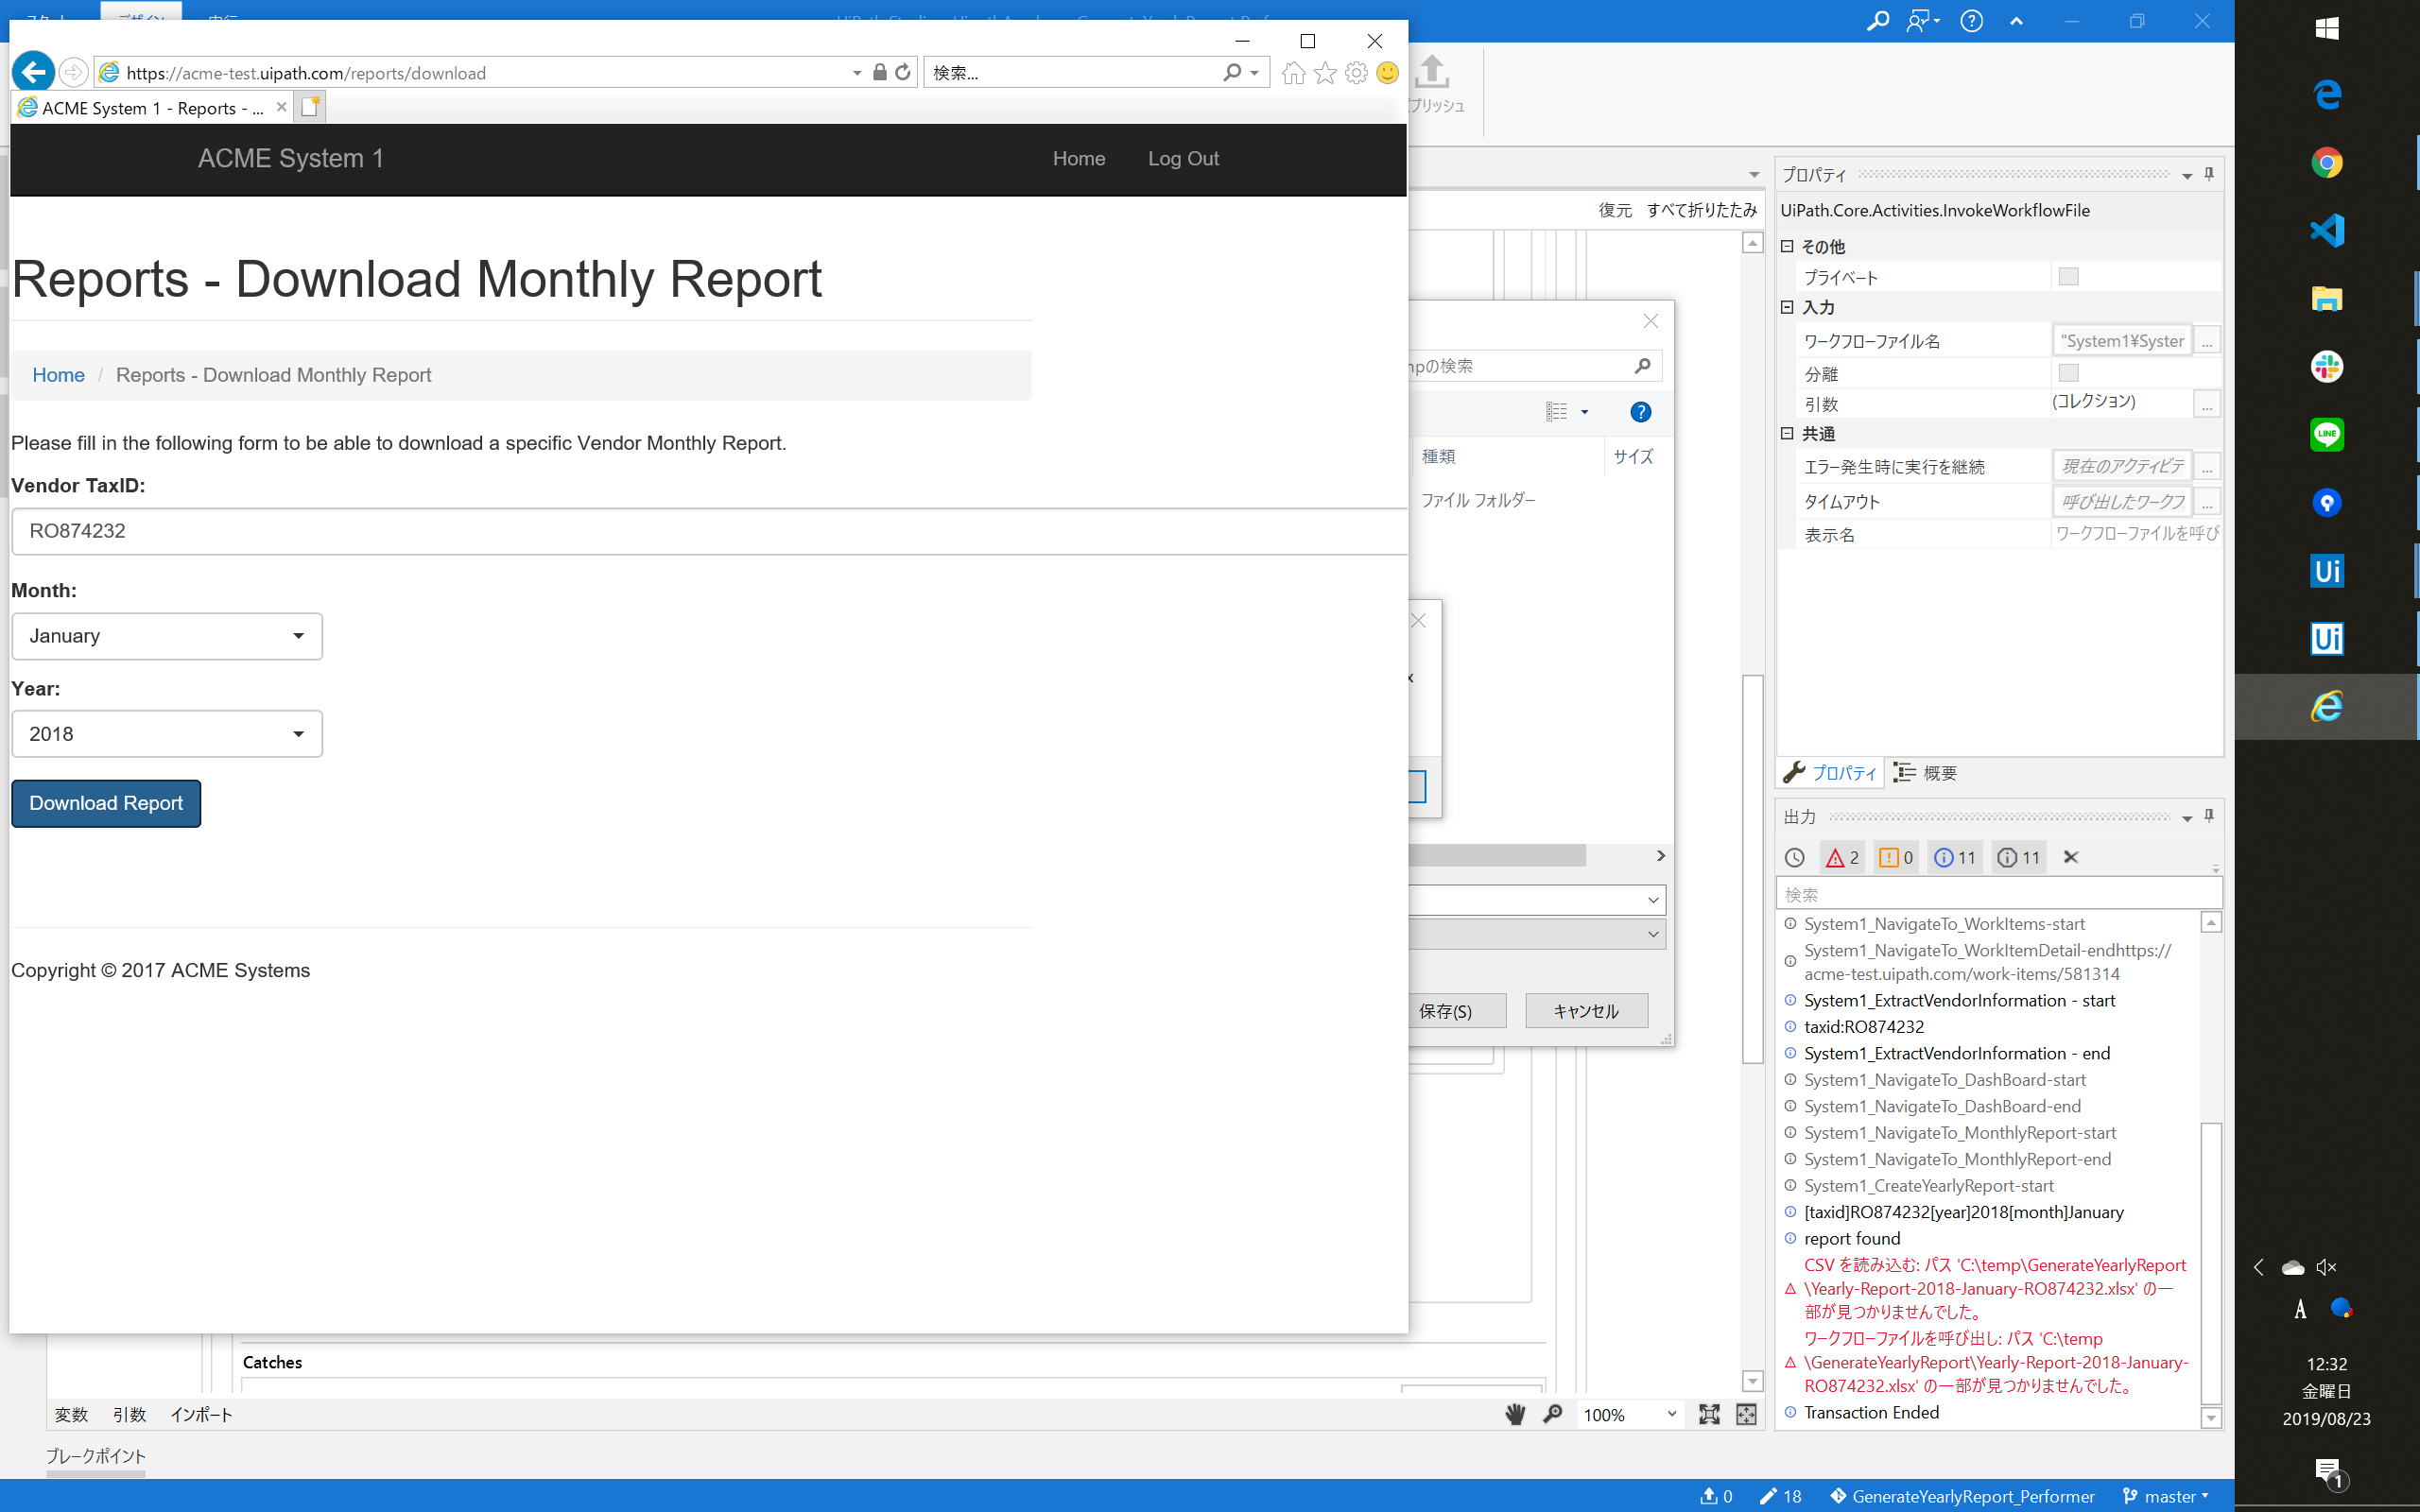 https://acme-test.uipath.com/reports/download
検索...
ACME System 1 - Reports - ...
ACME System 1
Home
Log Out
Reports - Download Monthly Report
Home / Reports - Download Monthly Report
Please fill in the following form to be able to download a specific Vendor Monthly Report.
Vendor TaxID:
RO874232
Month:
January
Year:
2018
Download Report
Copyright © 2017 ACME Systems
復元 すべて折りたたみ
の検索
種類
サイズ
ファイル フォルダー
保存(S)
キャンセル
Catches
変数 引数 インポート
100%
ブレークポイント
プロパティ
UiPath.Core.Activities.InvokeWorkflowFile
その他
プライベート
入力
ワークフローファイル名
"System1¥Syster
...
分離
引数
(コレクション)
...
共通
エラー発生時に実行を継続
現在のアクティビテ
...
タイムアウト
呼び出したワークフ
...
表示名
ワークフローファイルを呼び
プロパティ
概要
出力
2
0
11
11
検索
System1_NavigateTo_WorkItems-start
System1_NavigateTo_WorkItemDetail-endhttps://
acme-test.uipath.com/work-items/581314
System1_ExtractVendorInformation - start
taxid:RO874232
System1_ExtractVendorInformation - end
System1_NavigateTo_DashBoard-start
System1_NavigateTo_DashBoard-end
System1_NavigateTo_MonthlyReport-start
System1_NavigateTo_MonthlyReport-end
System1_CreateYearlyReport-start
[taxid]RO874232[year]2018[month]January
report found
CSV を読み込む: パス 'C:\temp\GenerateYearlyReport
\Yearly-Report-2018-January-RO874232.xlsx' の一
部が見つかりませんでした。
ワークフローファイルを呼び出し: パス 'C:\temp
\GenerateYearlyReport\Yearly-Report-2018-January-
RO874232.xlsx' の一部が見つかりませんでした。
Transaction Ended
0
18
GenerateYearlyReport_Performer
master
LINE
Ui
Ui
A
12:32
金曜日
2019/08/23
1